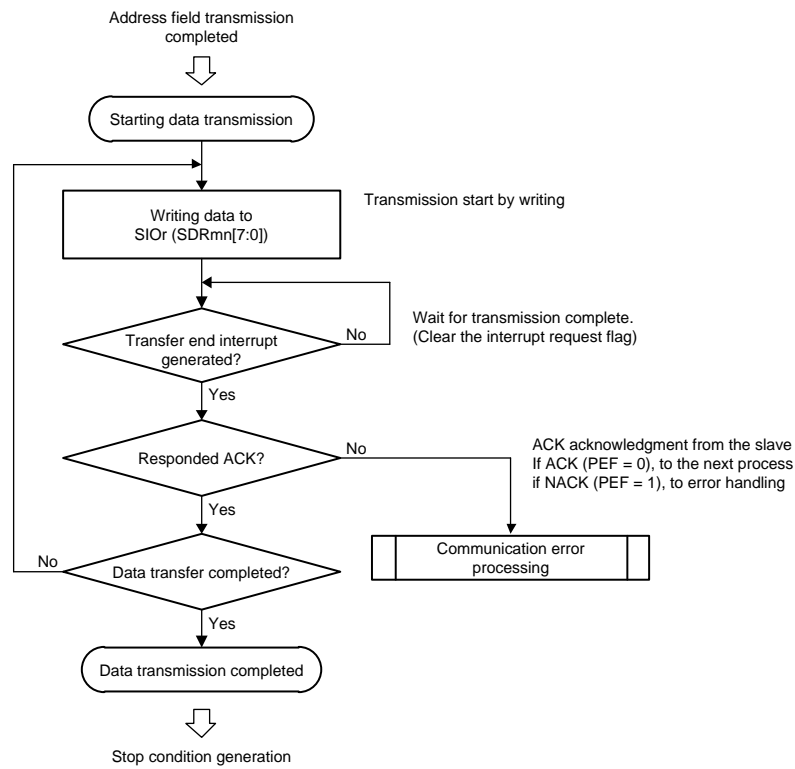 Address field transmission
completed
Starting data transmission
Writing data to
SIOr (SDRmn[7:0])
Transmission start by writing
Transfer end interrupt
generated?
No
Wait for transmission complete.
(Clear the interrupt request flag)
Yes
Responded ACK?
No
ACK acknowledgment from the slave
If ACK (PEF = 0), to the next process
if NACK (PEF = 1), to error handling
Yes
Communication error
processing
No
Data transfer completed?
Yes
Data transmission completed
Stop condition generation